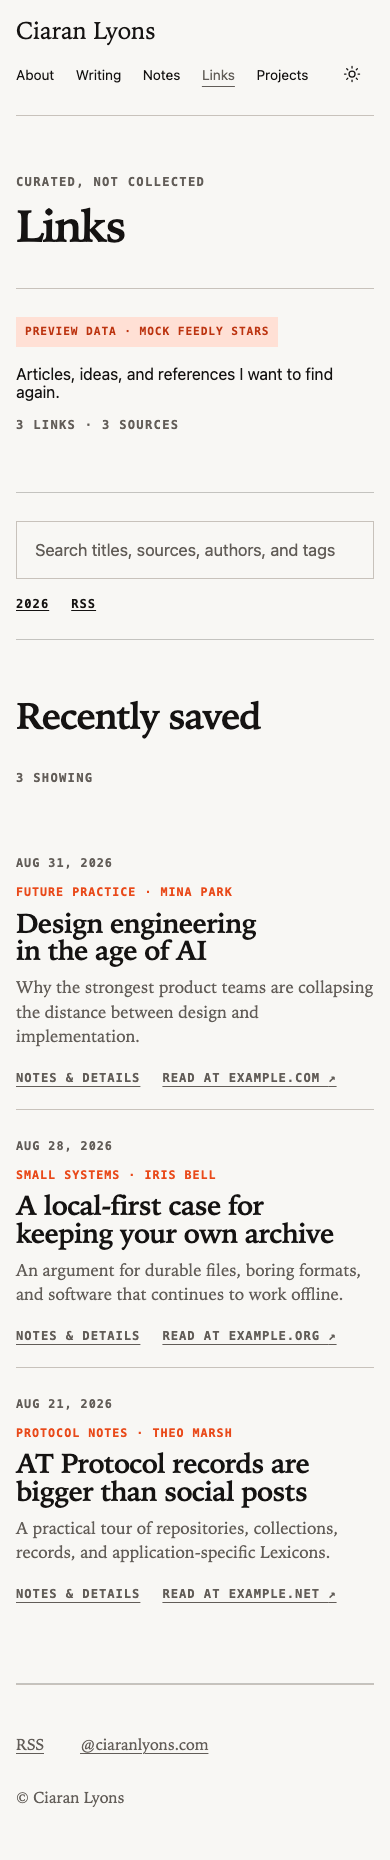 Ciaran Lyons
About Writing Notes Links Projects
CURATED, NOT COLLECTED
Links
PREVIEW DATA · MOCK FEEDLY STARS
Articles, ideas, and references I want to find
again.
3 LINKS · 3 SOURCES
Search titles, sources, authors, and tags
2026 RSS
Recently saved
3 SHOWING
AUG 31, 2026
FUTURE PRACTICE · MINA PARK
Design engineering
in the age of AI
Why the strongest product teams are collapsing
the distance between design and
implementation.
NOTES & DETAILS READ AT EXAMPLE.COM ↗
AUG 28, 2026
SMALL SYSTEMS · IRIS BELL
A local-first case for
keeping your own archive
An argument for durable files, boring formats,
and software that continues to work offline.
NOTES & DETAILS READ AT EXAMPLE.ORG ↗
AUG 21, 2026
PROTOCOL NOTES · THEO MARSH
AT Protocol records are
bigger than social posts
A practical tour of repositories, collections,
records, and application-specific Lexicons.
NOTES & DETAILS READ AT EXAMPLE.NET ↗
RSS @ciaranlyons.com
© Ciaran Lyons